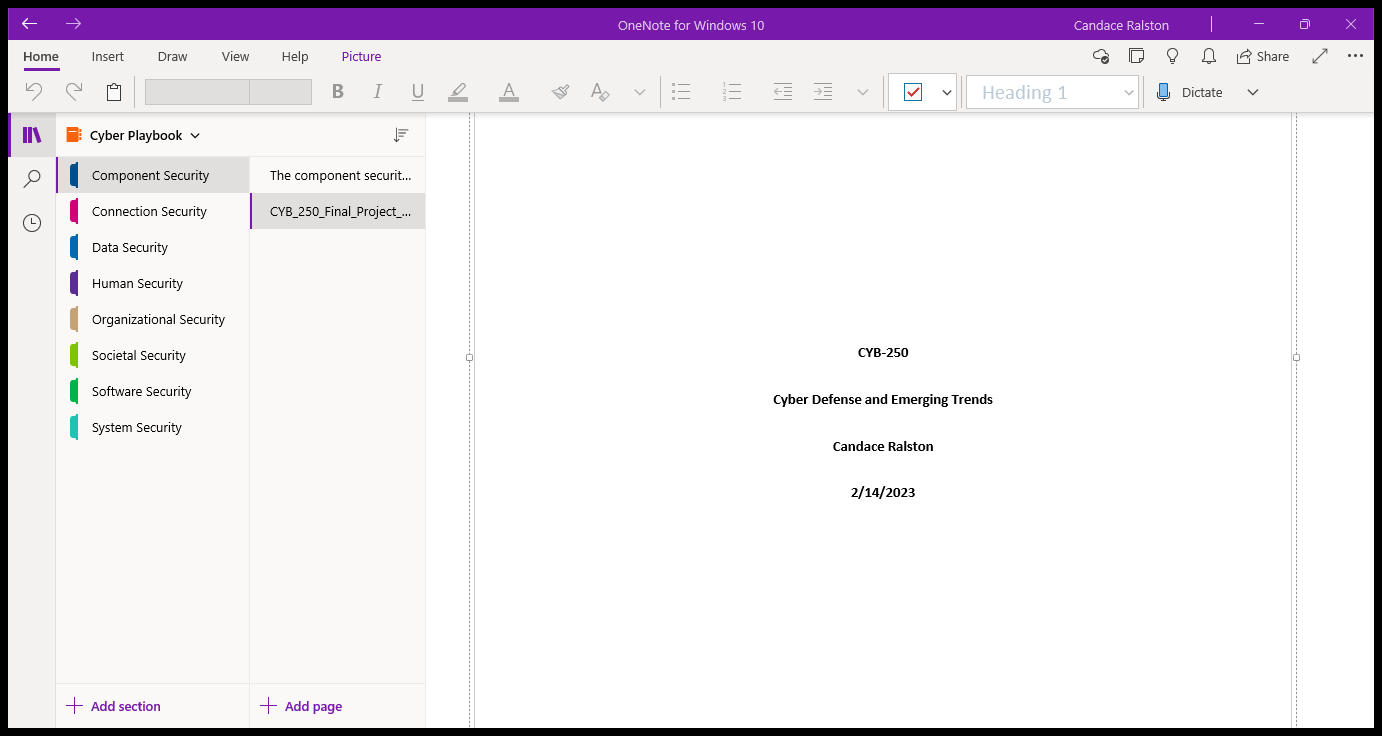 OneNote for Windows 10
Candace Ralston
Home Insert Draw View Help Picture
Share
B I U A A
Heading 1
Dictate
Cyber Playbook
Component Security
Connection Security
Data Security
Human Security
Organizational Security
Societal Security
Software Security
System Security
Add section
The component securit...
CYB_250_Final_Project_...
Add page
CYB-250
Cyber Defense and Emerging Trends
Candace Ralston
2/14/2023